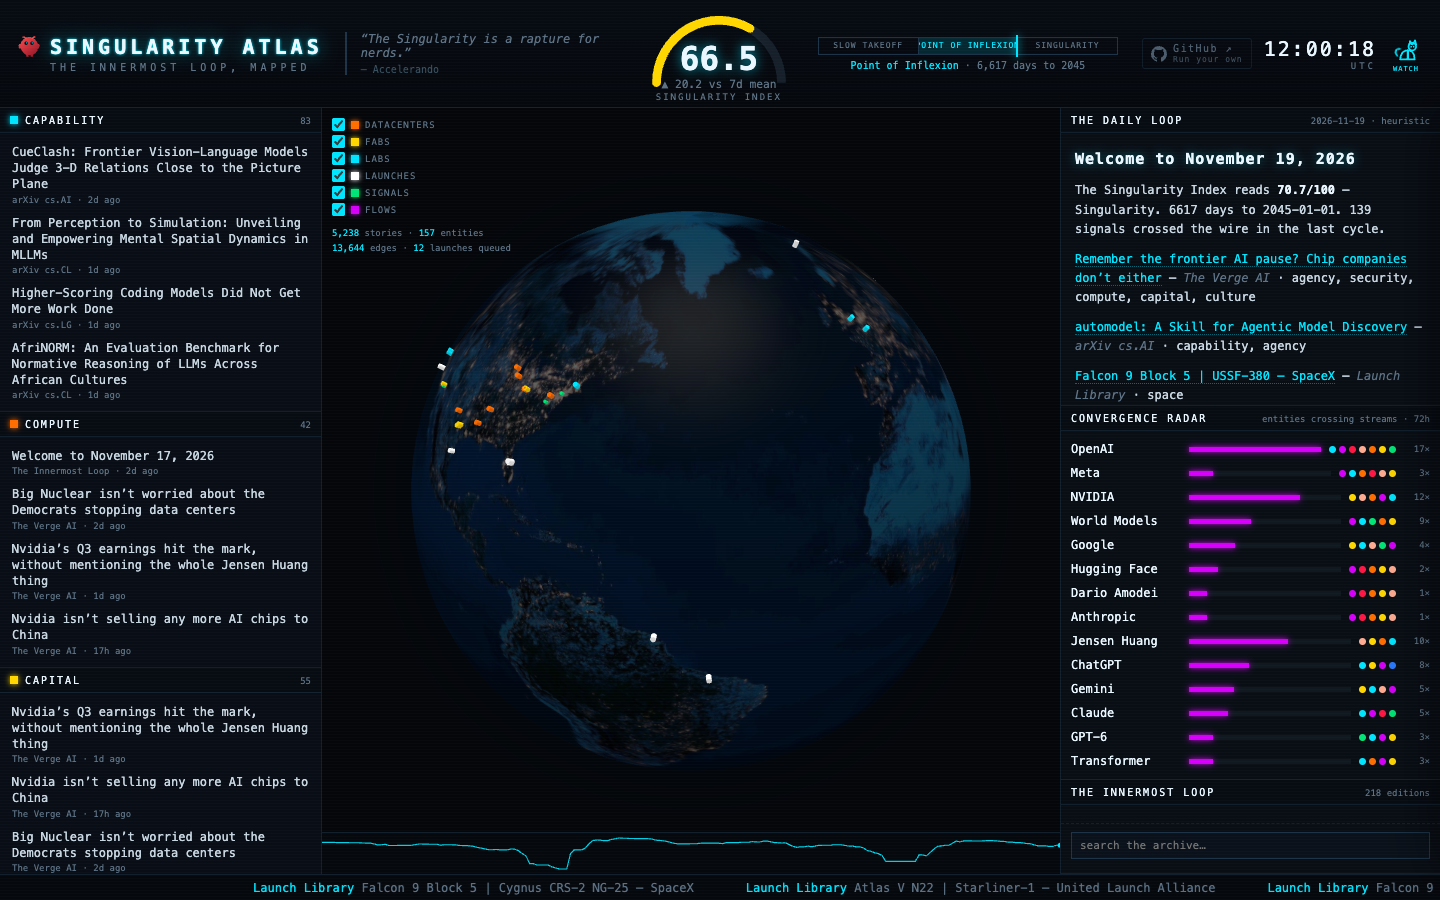 SINGULARITY ATLAS
THE INNERMOST LOOP, MAPPED
“The Singularity is a rapture for
nerds.”
— Accelerando
66.5
▲ 20.2 vs 7d mean
SINGULARITY INDEX
SLOW TAKEOFF
POINT OF INFLEXION
SINGULARITY
Point of Inflexion · 6,617 days to 2045
GitHub ↗
Run your own
12:00:18
UTC
WATCH
CAPABILITY 83
CueClash: Frontier Vision-Language Models
Judge 3-D Relations Close to the Picture
Plane
arXiv cs.AI · 2d ago
From Perception to Simulation: Unveiling
and Empowering Mental Spatial Dynamics in
MLLMs
arXiv cs.CL · 1d ago
Higher-Scoring Coding Models Did Not Get
More Work Done
arXiv cs.LG · 1d ago
AfriNORM: An Evaluation Benchmark for
Normative Reasoning of LLMs Across
African Cultures
arXiv cs.CL · 1d ago
COMPUTE 42
Welcome to November 17, 2026
The Innermost Loop · 2d ago
Big Nuclear isn’t worried about the
Democrats stopping data centers
The Verge AI · 2d ago
Nvidia’s Q3 earnings hit the mark,
without mentioning the whole Jensen Huang
thing
The Verge AI · 1d ago
Nvidia isn’t selling any more AI chips to
China
The Verge AI · 17h ago
CAPITAL 55
Nvidia’s Q3 earnings hit the mark,
without mentioning the whole Jensen Huang
thing
The Verge AI · 1d ago
Nvidia isn’t selling any more AI chips to
China
The Verge AI · 17h ago
Big Nuclear isn’t worried about the
Democrats stopping data centers
The Verge AI · 2d ago
DATACENTERS
FABS
LABS
LAUNCHES
SIGNALS
FLOWS
5,238 stories · 157 entities
13,644 edges · 12 launches queued
THE DAILY LOOP 2026-11-19 · heuristic
Welcome to November 19, 2026
The Singularity Index reads 70.7/100 —
Singularity. 6617 days to 2045-01-01. 139
signals crossed the wire in the last cycle.
Remember the frontier AI pause? Chip companies
don’t either — The Verge AI · agency, security,
compute, capital, culture
automodel: A Skill for Agentic Model Discovery —
arXiv cs.AI · capability, agency
Falcon 9 Block 5 | USSF-380 — SpaceX — Launch
Library · space
CONVERGENCE RADAR entities crossing streams · 72h
OpenAI 17×
Meta 3×
NVIDIA 12×
World Models 9×
Google 4×
Hugging Face 2×
Dario Amodei 1×
Anthropic 1×
Jensen Huang 10×
ChatGPT 8×
Gemini 5×
Claude 5×
GPT-6 3×
Transformer 3×
THE INNERMOST LOOP 218 editions
search the archive…
Launch Library Falcon 9 Block 5 | Cygnus CRS-2 NG-25 — SpaceX Launch Library Atlas V N22 | Starliner-1 — United Launch Alliance Launch Library Falcon 9